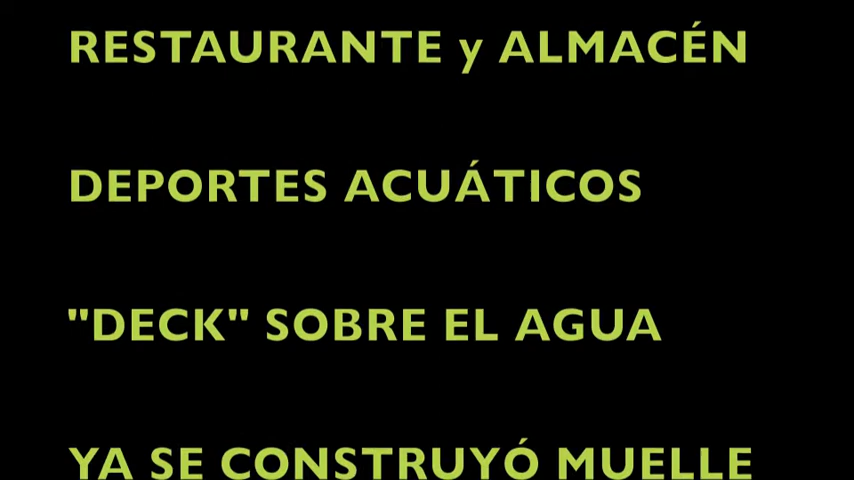 RESTAURANTE y ALMACÉN
DEPORTES ACUÁTICOS
"DECK" SOBRE EL AGUA
YA SE CONSTRUYÓ MUELLE